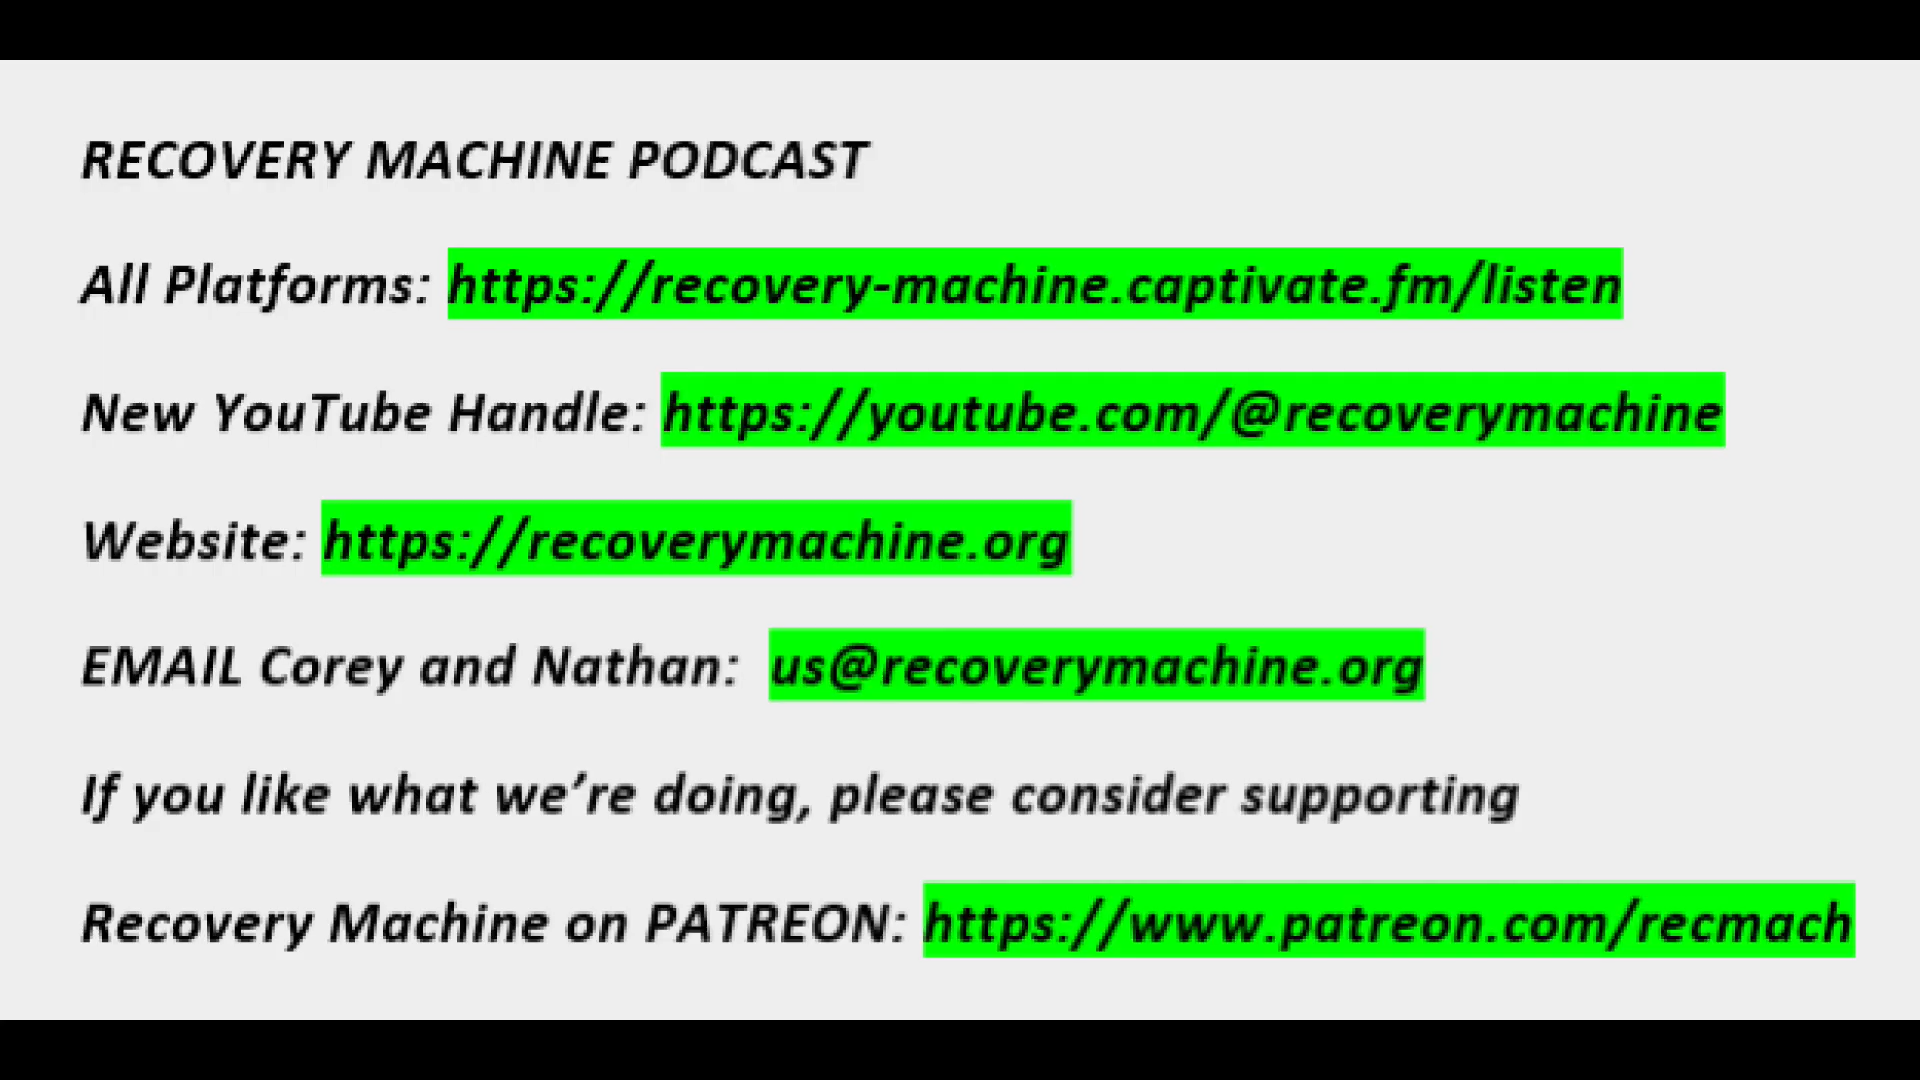 RECOVERY MACHINE PODCAST
All Platforms: https://recovery-machine.captivate.fm/listen
New YouTube Handle: https://youtube.com/@recoverymachine
Website: https://recoverymachine.org
EMAIL Corey and Nathan: us@recoverymachine.org
If you like what we’re doing, please consider supporting
Recovery Machine on PATREON: https://www.patreon.com/recmach